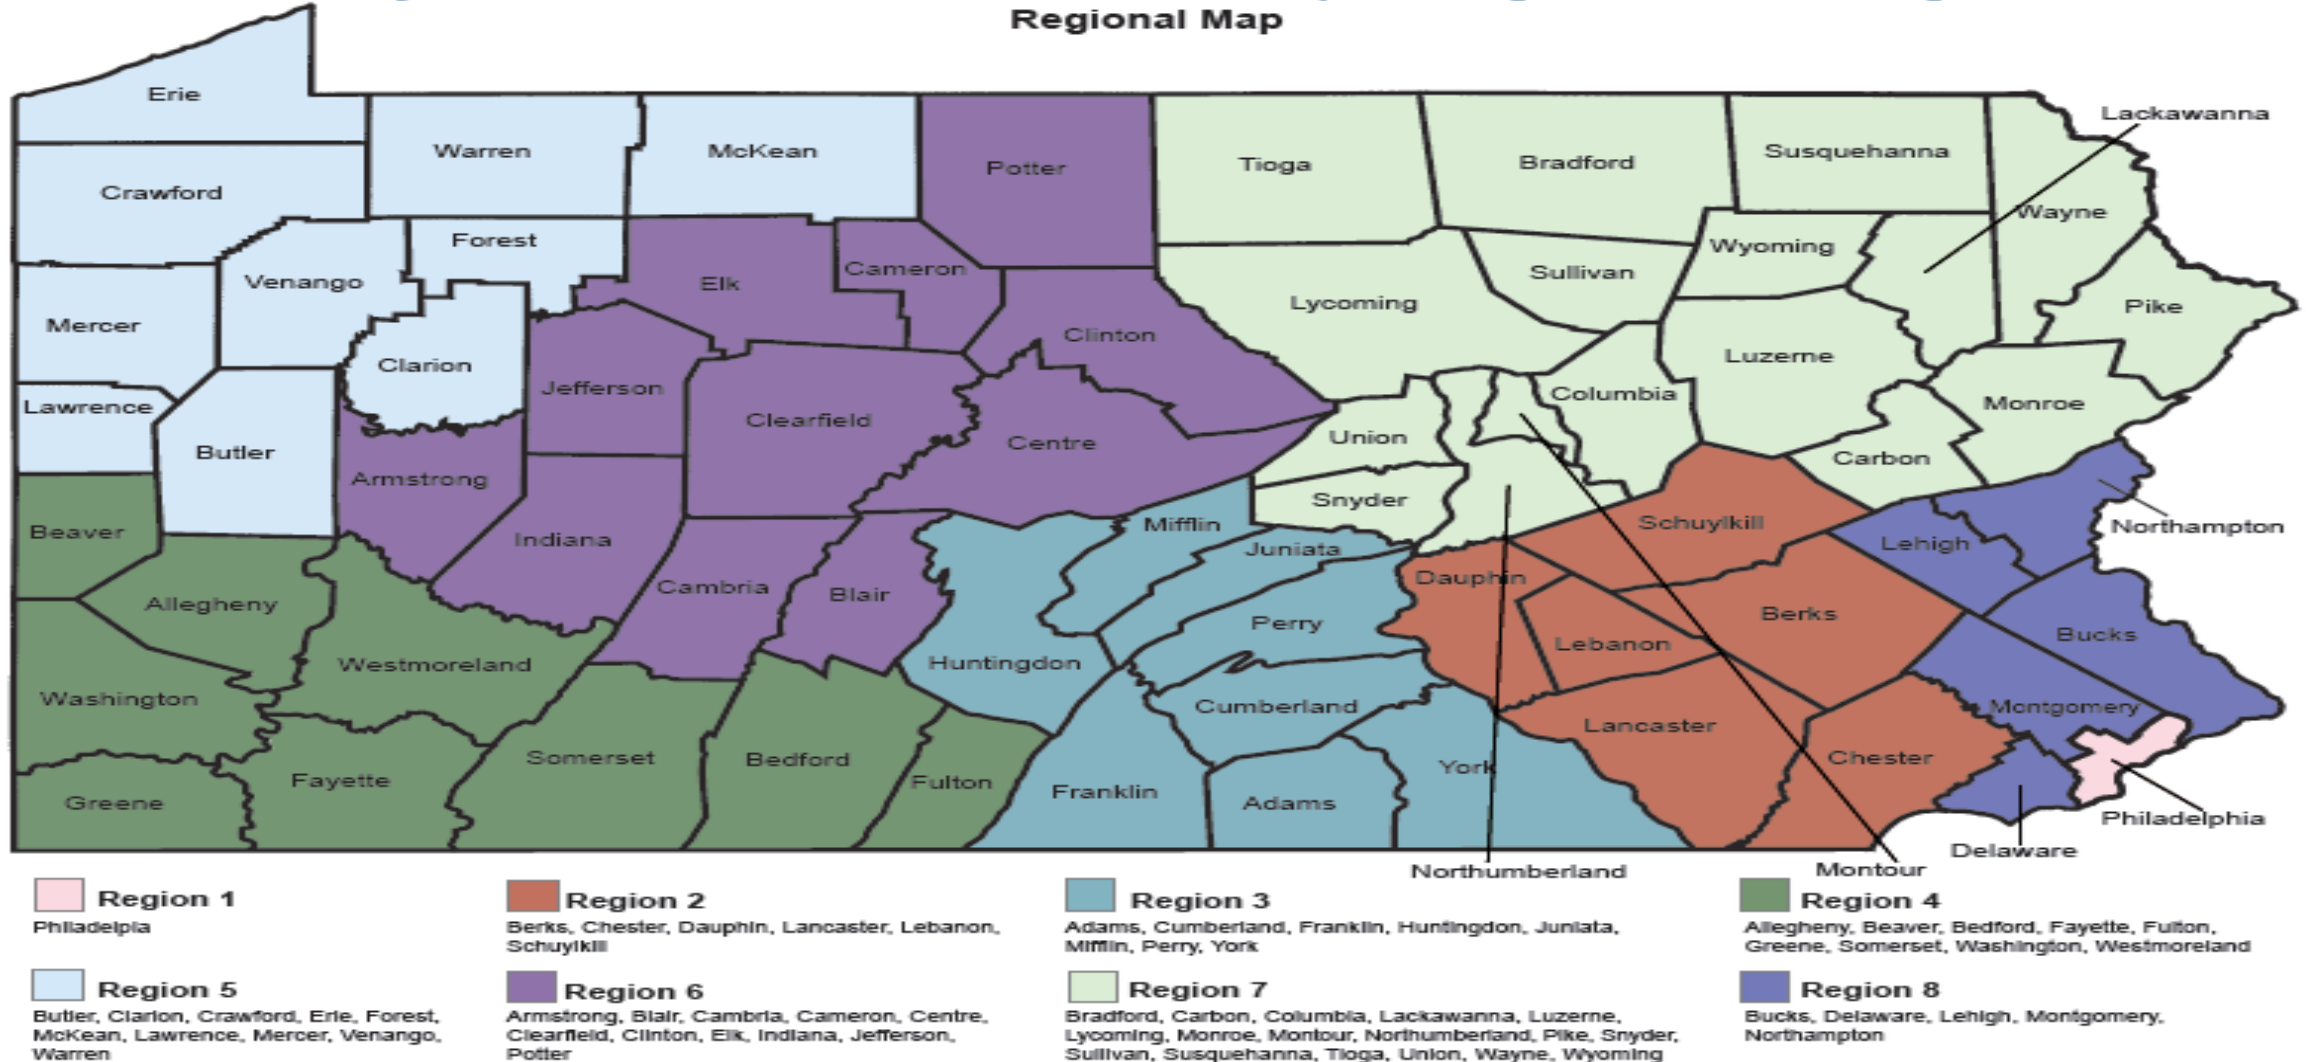 Regional Map
Erie
Lackawanna
Warren
McKean
Susquehanna
Tioga
Bradford
Potter
Crawford
Wayne
Forest
Wyoming
Cameron
Sullivan
Venango
Elk
Lycoming
Pike
Mercer
Clinton
Luzerne
Clarion
Jefferson
Columbia
Lawrence
Monroe
Clearfield
Union
Centre
Butler
Carbon
Armstrong
Snyder
Schuylkill
Mifflin
Northampton
Beaver
Indiana
Lehigh
Juniata
Dauphin
Cambria
Blair
Allegheny
Berks
Perry
Bucks
Lebanon
Westmoreland
Huntingdon
Washington
Cumberland
Montgomery
Lancaster
Somerset
Bedford
Chester
York
Fayette
Fulton
Franklin
Greene
Adams
Philadelphia
Delaware
Northumberland
Montour
Region 1
Philadelpia
Region 2
Berks, Chester, Dauphin, Lancaster, Lebanon,
Schuylkill
Region 3
Adams, Cumberland, Franklin, Huntingdon, Juniata,
Mifflin, Perry, York
Region 4
Allegheny, Beaver, Bedford, Fayette, Fulton,
Greene, Somerset, Washington, Westmoreland
Region 5
Butler, Clarion, Crawford, Erie, Forest,
McKean, Lawrence, Mercer, Venango,
Warren
Region 6
Armstrong, Blair, Cambria, Cameron, Centre,
Clearfield, Clinton, Elk, Indiana, Jefferson,
Potter
Region 7
Bradford, Carbon, Columbia, Lackawanna, Luzerne,
Lycoming, Monroe, Montour, Northumberland, Pike, Snyder,
Sullivan, Susquehanna, Tioga, Union, Wayne, Wyoming
Region 8
Bucks, Delaware, Lehigh, Montgomery,
Northampton